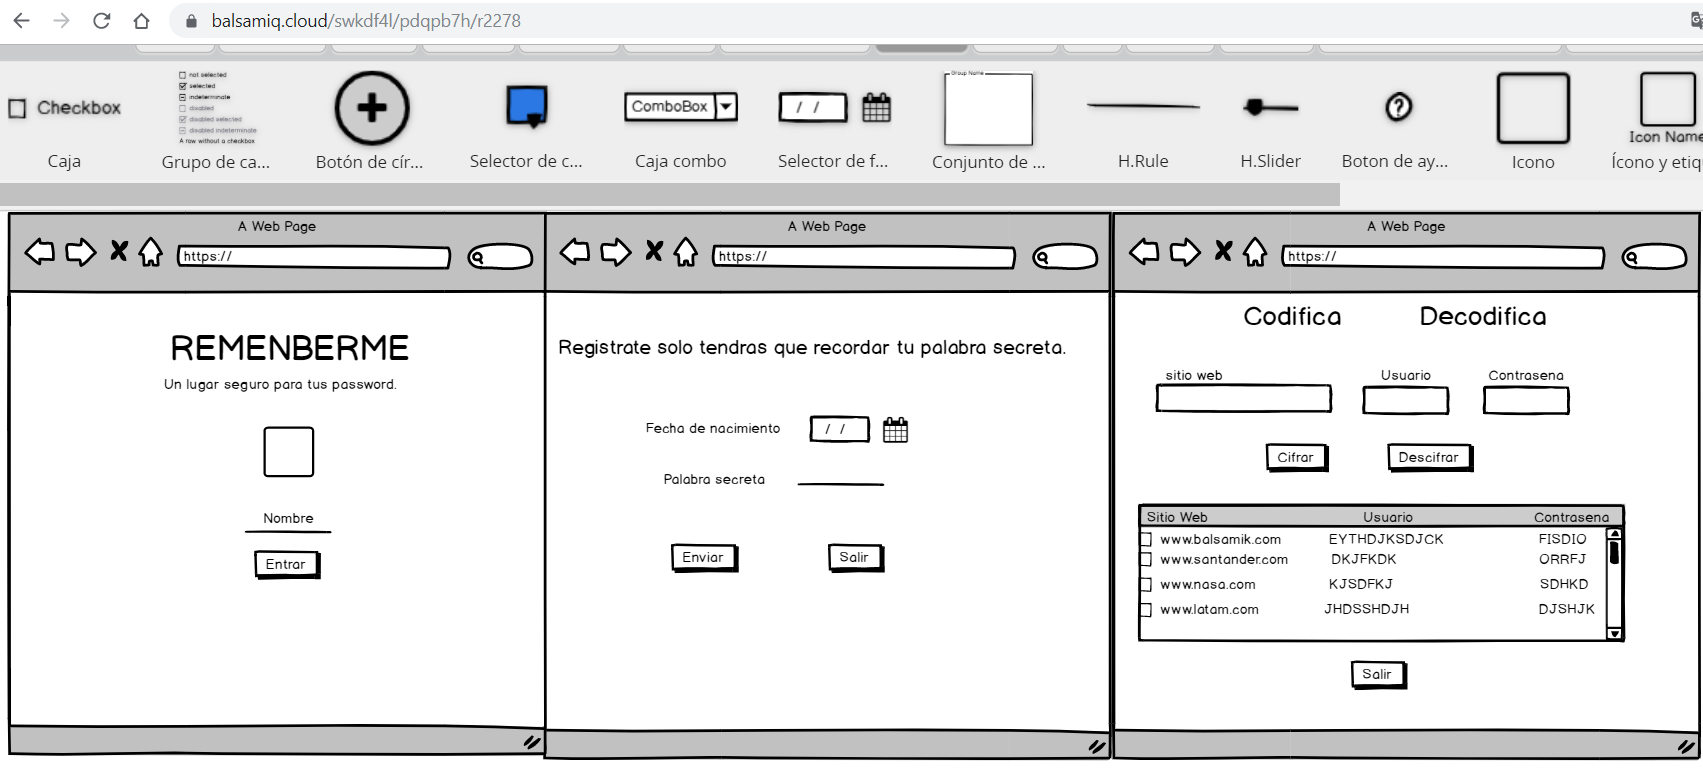 balsamiq.cloud/swkdf4l/pdqpb7h/r2278
Checkbox
not selected
selected
indeterminate
disabled
disabled selected
disabled indeterminate
A row without a checkbox
ComboBox
/ /
Group Name
?
Icon Name
Caja
Grupo de ca...
Botón de cír...
Selector de c...
Caja combo
Selector de f...
Conjunto de ...
H.Rule
H.Slider
Boton de ay...
Icono
Ícono y etiq
A Web Page
https://
REMENBERME
Un lugar seguro para tus password.
Nombre
Entrar
A Web Page
https://
Registrate solo tendras que recordar tu palabra secreta.
Fecha de nacimiento
/ /
Palabra secreta
Enviar
Salir
A Web Page
https://
Codifica Decodifica
sitio web Usuario Contrasena
Cifrar Descifrar
Sitio Web Usuario Contrasena
www.balsamik.com EYTHDJKSDJCK FISDIO
www.santander.com DKJFKDK ORRFJ
www.nasa.com KJSDFKJ SDHKD
www.latam.com JHDSSHDJH DJSHJK
Salir